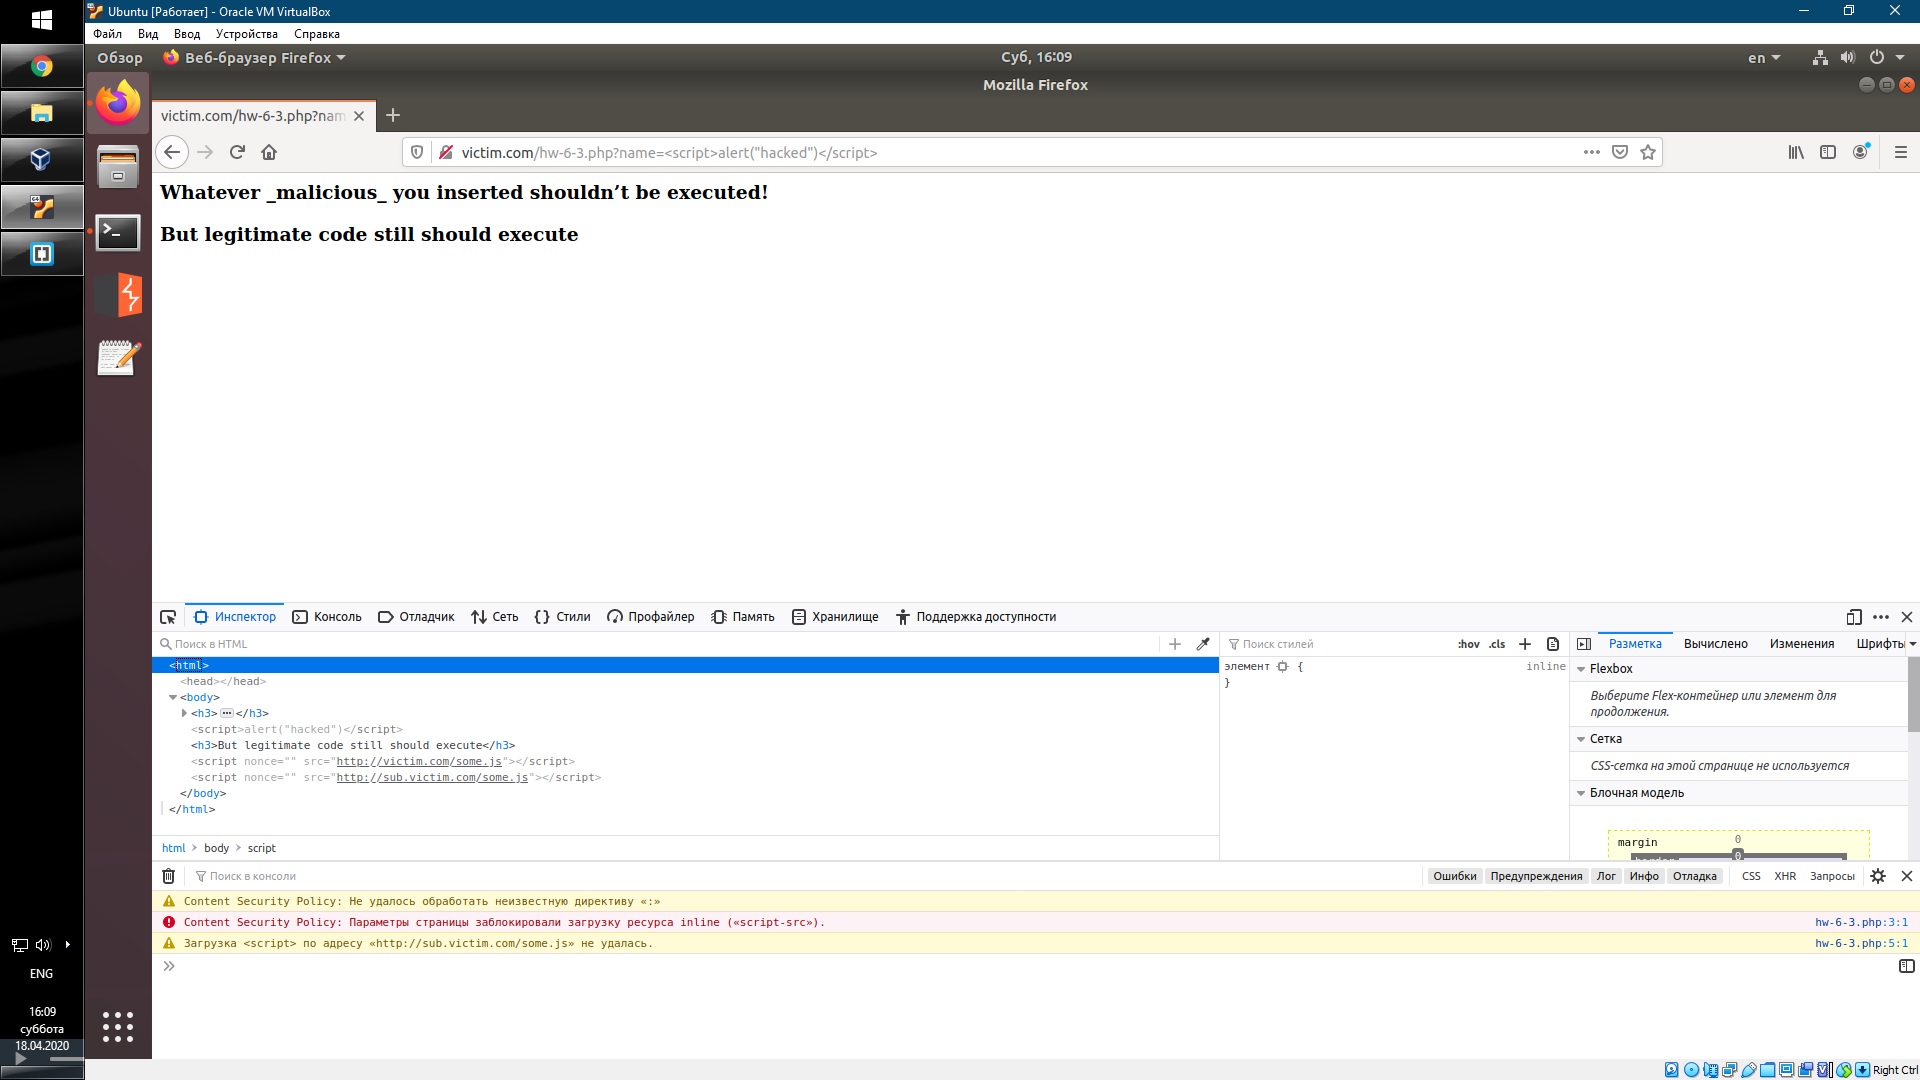 Ubuntu [Работает] - Oracle VM VirtualBox
Файл Вид Ввод Устройства Справка
Обзор Веб-браузер Firefox Суб, 16:09 en
Mozilla Firefox
victim.com/hw-6-3.php?nam
victim.com/hw-6-3.php?name=<script>alert("hacked")</script>
Whatever _malicious_ you inserted shouldn’t be executed!
But legitimate code still should execute
Инспектор Консоль Отладчик Сеть Стили Профайлер Память Хранилище Поддержка доступности
Поиск в HTML
<html>
<head></head>
<body>
<h3>…</h3>
<script>alert("hacked")</script>
<h3>But legitimate code still should execute</h3>
<script nonce="" src="http://victim.com/some.js"></script>
<script nonce="" src="http://sub.victim.com/some.js"></script>
</body>
</html>
html > body > script
Поиск стилей :hov .cls +
элемент { inline
}
Разметка Вычислено Изменения Шрифты
Flexbox
Выберите Flex-контейнер или элемент для
продолжения.
Сетка
CSS-сетка на этой странице не используется
Блочная модель
margin 0
0
Поиск в консоли Ошибки Предупреждения Лог Инфо Отладка CSS XHR Запросы
Content Security Policy: Не удалось обработать неизвестную директиву «:»
Content Security Policy: Параметры страницы заблокировали загрузку ресурса inline («script-src»). hw-6-3.php:3:1
Загрузка <script> по адресу «http://sub.victim.com/some.js» не удалась. hw-6-3.php:5:1
»
ENG
16:09
суббота
18.04.2020
Right Ctrl